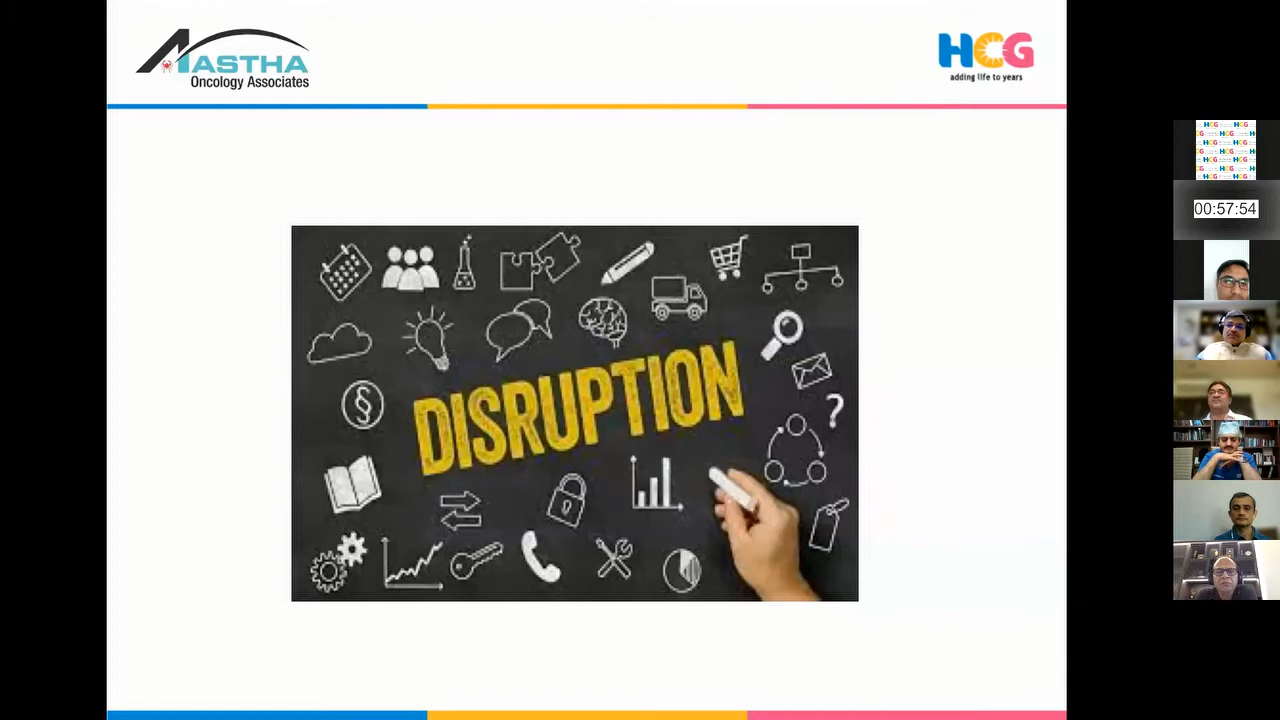 AASTHA
Oncology Associates
HCG
adding life to years
DISRUPTION
§
?
00:57:54